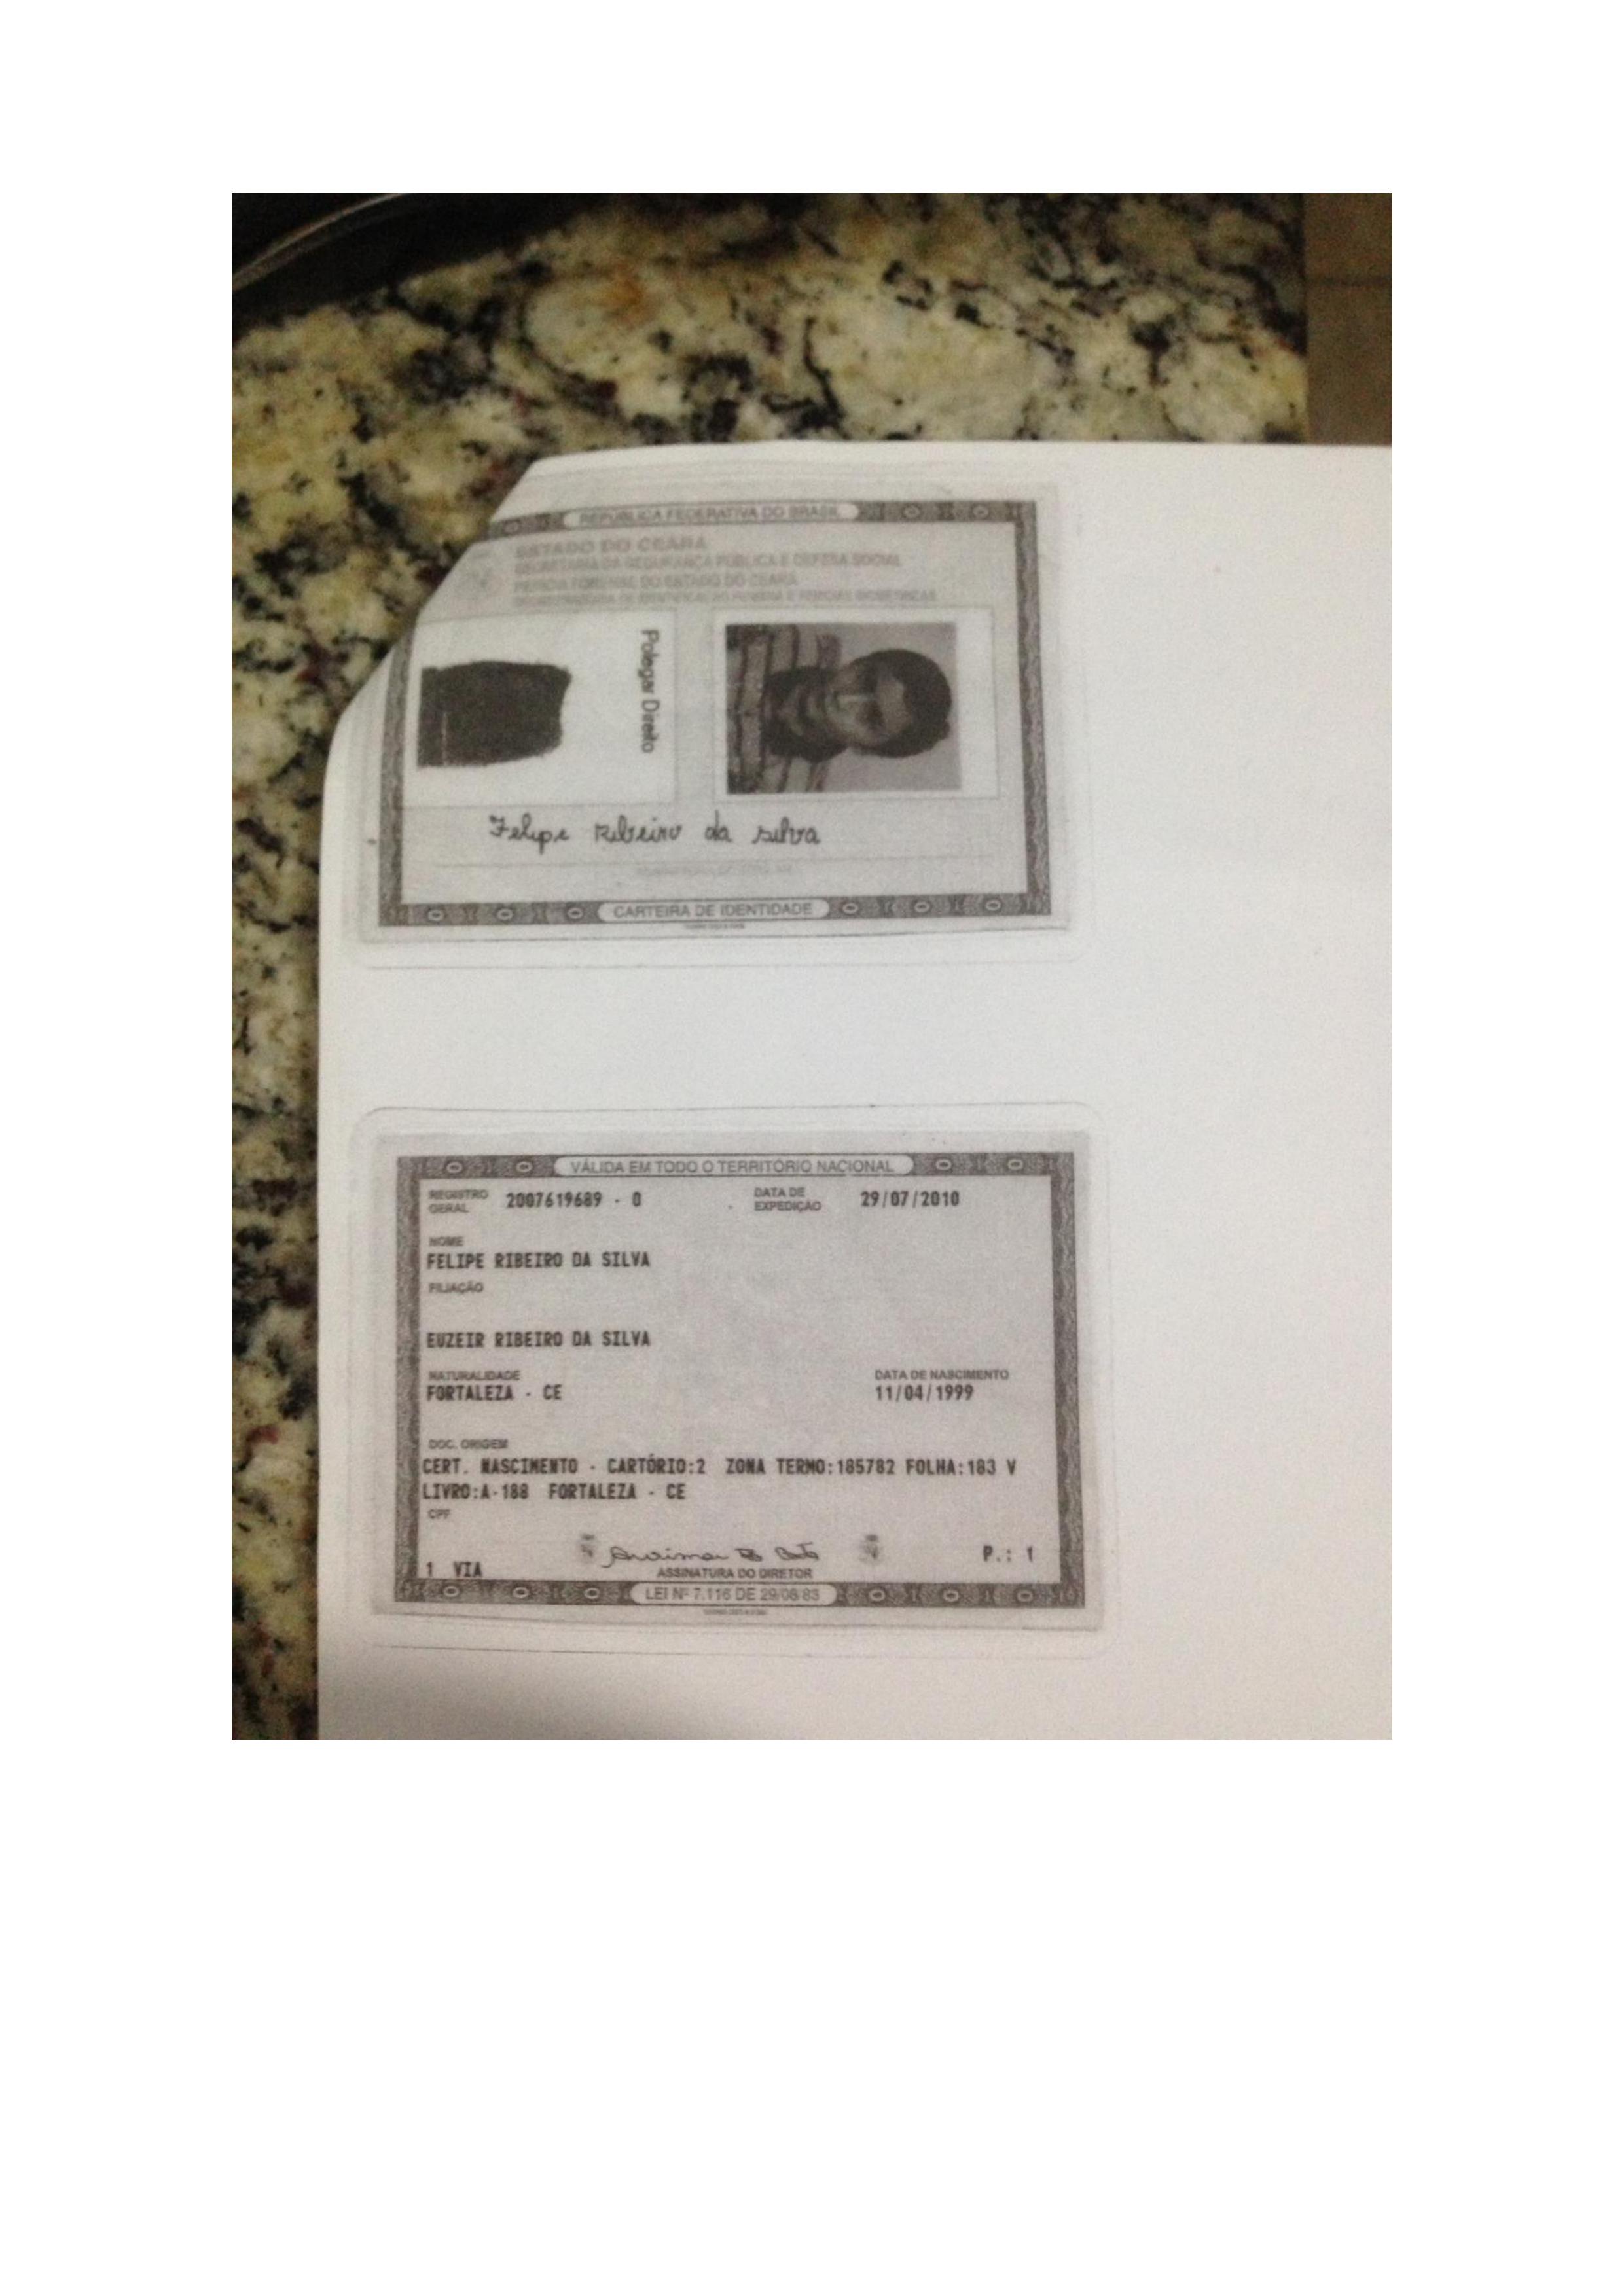 REPÚBLICA FEDERATIVA DO BRASIL
ESTADO DO CEARÁ
SECRETARIA DA SEGURANÇA PÚBLICA E DEFESA SOCIAL
PERÍCIA FORENSE DO ESTADO DO CEARÁ
Polegar Direito
Felipe Ribeiro da Silva
CARTEIRA DE IDENTIDADE
VÁLIDA EM TODO O TERRITÓRIO NACIONAL
REGISTRO GERAL 2007619689 - 0 DATA DE EXPEDIÇÃO 29/07/2010
NOME
FELIPE RIBEIRO DA SILVA
FILIAÇÃO
EUZEIR RIBEIRO DA SILVA
NATURALIDADE DATA DE NASCIMENTO
FORTALEZA - CE 11/04/1999
DOC. ORIGEM
CERT. NASCIMENTO - CARTÓRIO:2 ZONA TERMO:185782 FOLHA:183 V
LIVRO:A-188 FORTALEZA - CE
CPF
1 VIA P.: 1
ASSINATURA DO DIRETOR
LEI Nº 7.116 DE 29/08/83